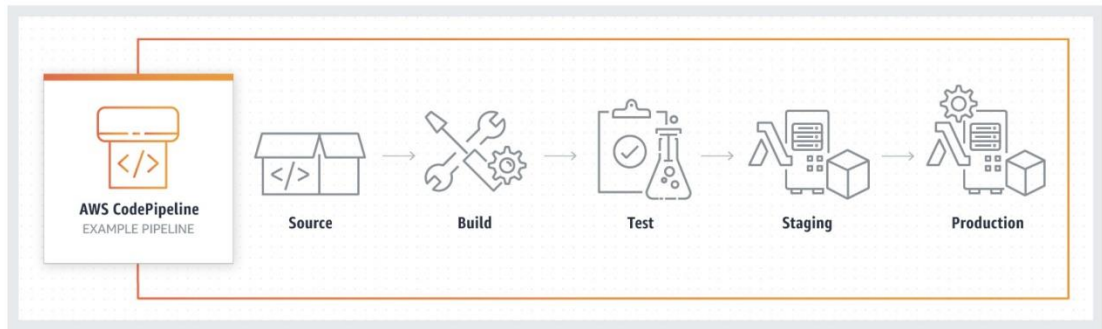 </>
AWS CodePipeline
EXAMPLE PIPELINE
</>
Source
Build
Test
Staging
Production